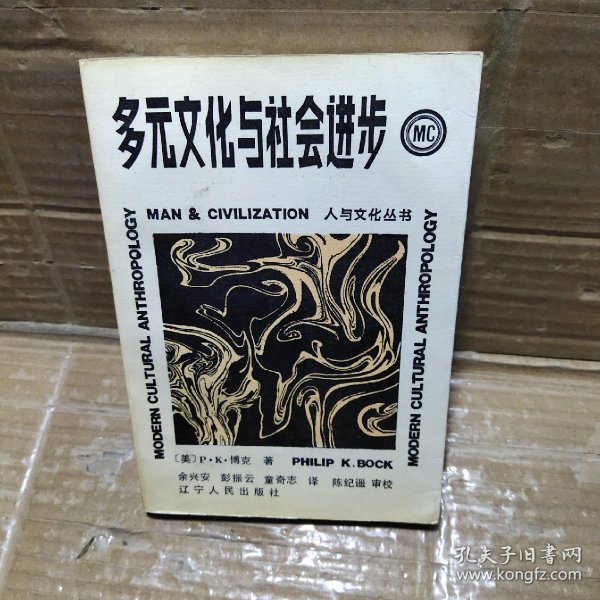 多元文化与社会进步
MC
MAN & CIVILIZATION 人与文化丛书
MODERN CULTURAL ANTHROPOLOGY
MODERN CULTURAL ANTHROPOLOGY
〔美〕P·K·博克 著 PHILIP K. BOCK
余兴安 彭振云 童奇志 译 陈纪遥 审校
辽宁人民出版社
孔夫子旧书网
www.kongfz.com